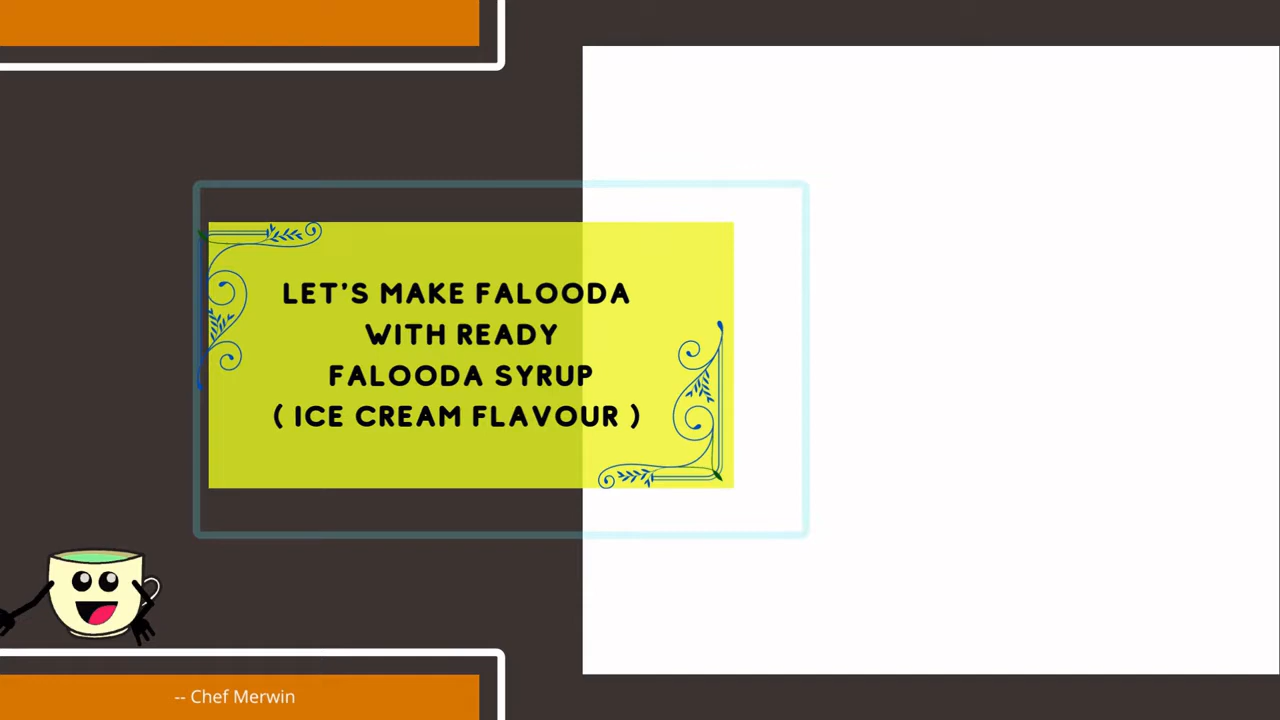 LET'S MAKE FALOODA
WITH READY
FALOODA SYRUP
( ICE CREAM FLAVOUR )
-- Chef Merwin